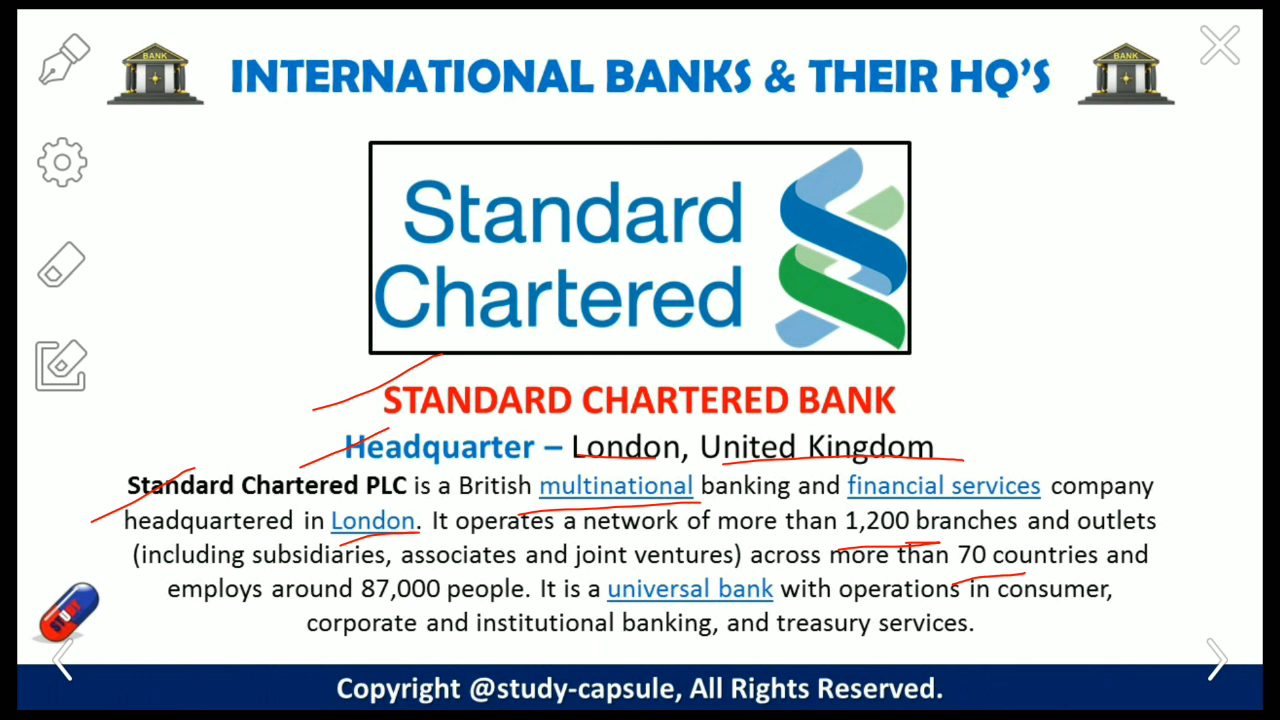 BANK
BANK
INTERNATIONAL BANKS & THEIR HQ'S
Standard
Chartered
STANDARD CHARTERED BANK
Headquarter – London, United Kingdom
Standard Chartered PLC is a British multinational banking and financial services company
headquartered in London. It operates a network of more than 1,200 branches and outlets
(including subsidiaries, associates and joint ventures) across more than 70 countries and
employs around 87,000 people. It is a universal bank with operations in consumer,
corporate and institutional banking, and treasury services.
STUDY
Copyright @study-capsule, All Rights Reserved.